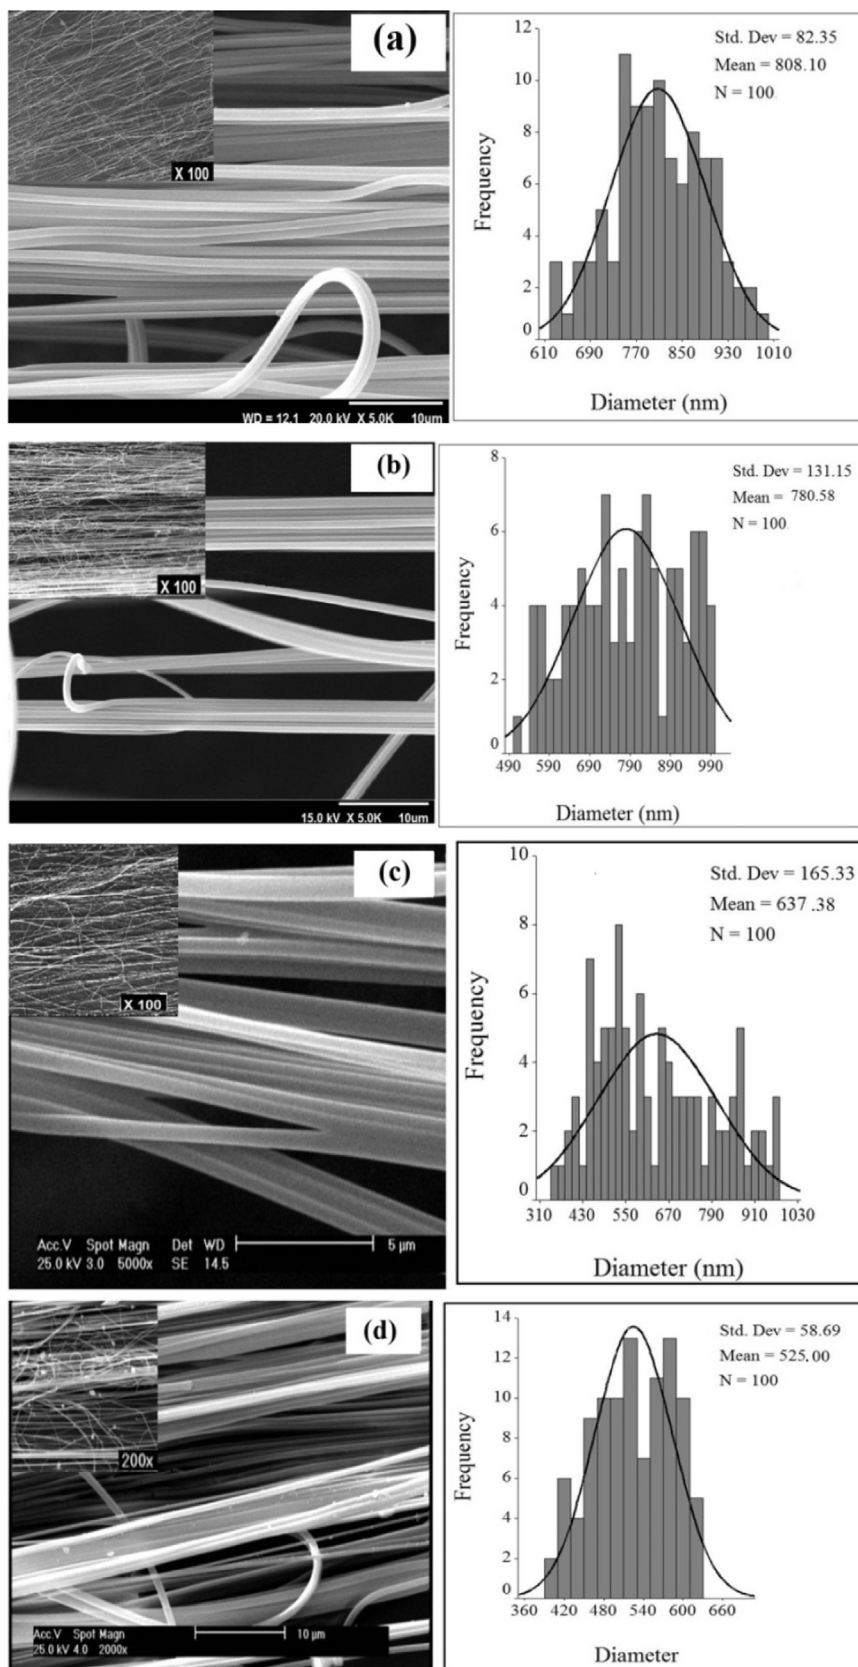 (a)
X 100
WD = 12.1 20.0 kV X 5.0K 10um
Std. Dev = 82.35
Mean = 808.10
N = 100
Frequency
12
10
8
6
4
2
0
610 690 770 850 930 1010
Diameter (nm)
(b)
X 100
15.0 kV X 5.0K 10um
Std. Dev = 131.15
Mean = 780.58
N = 100
Frequency
8
6
4
2
0
490 590 690 790 890 990
Diameter (nm)
(c)
X 100
Acc.V Spot Magn Det WD 5 µm
25.0 kV 3.0 5000x SE 14.5
Std. Dev = 165.33
Mean = 637.38
N = 100
Frequency
10
8
6
4
2
0
310 430 550 670 790 910 1030
Diameter (nm)
(d)
200x
Acc.V Spot Magn 10 µm
25.0 kV 4.0 2000x
Std. Dev = 58.69
Mean = 525.00
N = 100
Frequency
14
12
10
8
6
4
2
0
360 420 480 540 600 660
Diameter